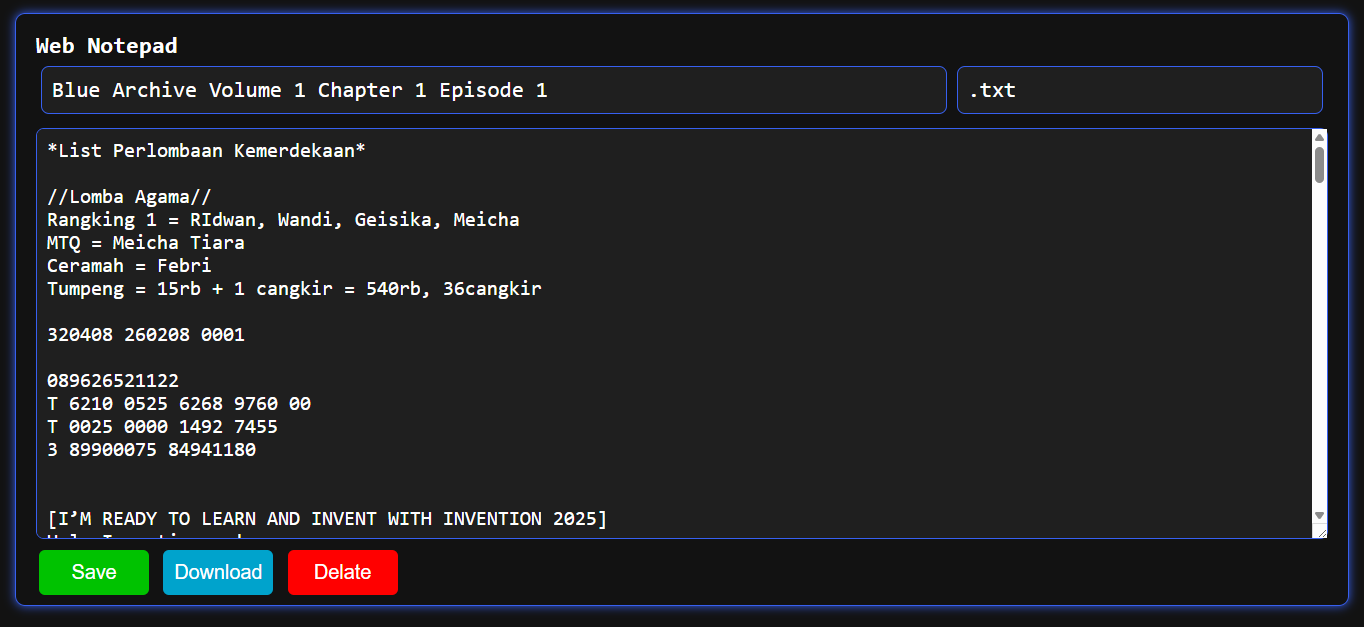 Web Notepad
Blue Archive Volume 1 Chapter 1 Episode 1
.txt
*List Perlombaan Kemerdekaan*
//Lomba Agama//
Rangking 1 = RIdwan, Wandi, Geisika, Meicha
MTQ = Meicha Tiara
Ceramah = Febri
Tumpeng = 15rb + 1 cangkir = 540rb, 36cangkir
320408 260208 0001
089626521122
T 6210 0525 6268 9760 00
T 0025 0000 1492 7455
3 89900075 84941180
[I’M READY TO LEARN AND INVENT WITH INVENTION 2025]
Save
Download
Delate